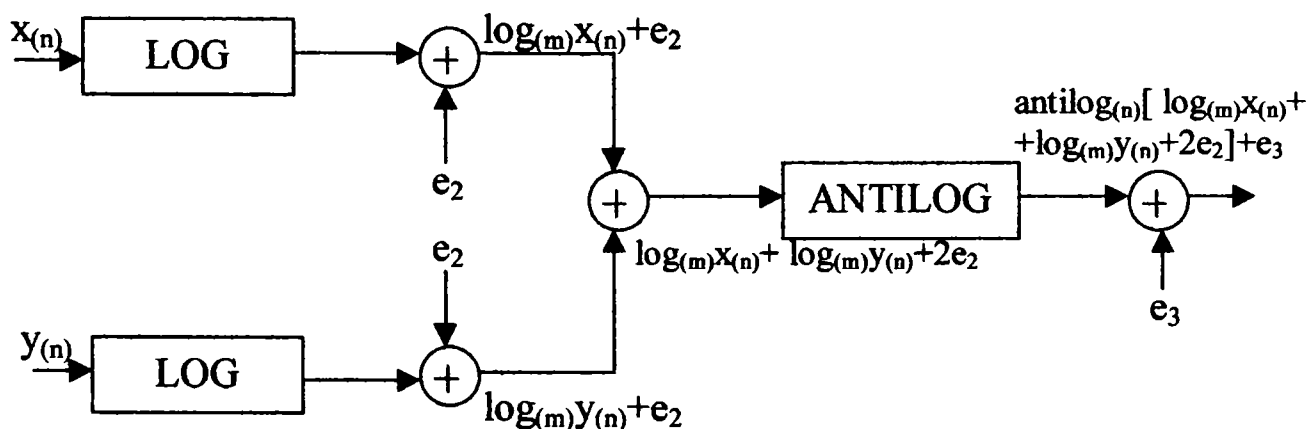 x(n)
LOG
log(m)x(n)+e2
+
e2
antilog(n)[ log(m)x(n)+
+log(m)y(n)+2e2]+e3
+
ANTILOG
+
log(m)x(n)+ log(m)y(n)+2e2
e3
e2
y(n)
LOG
+
log(m)y(n)+e2